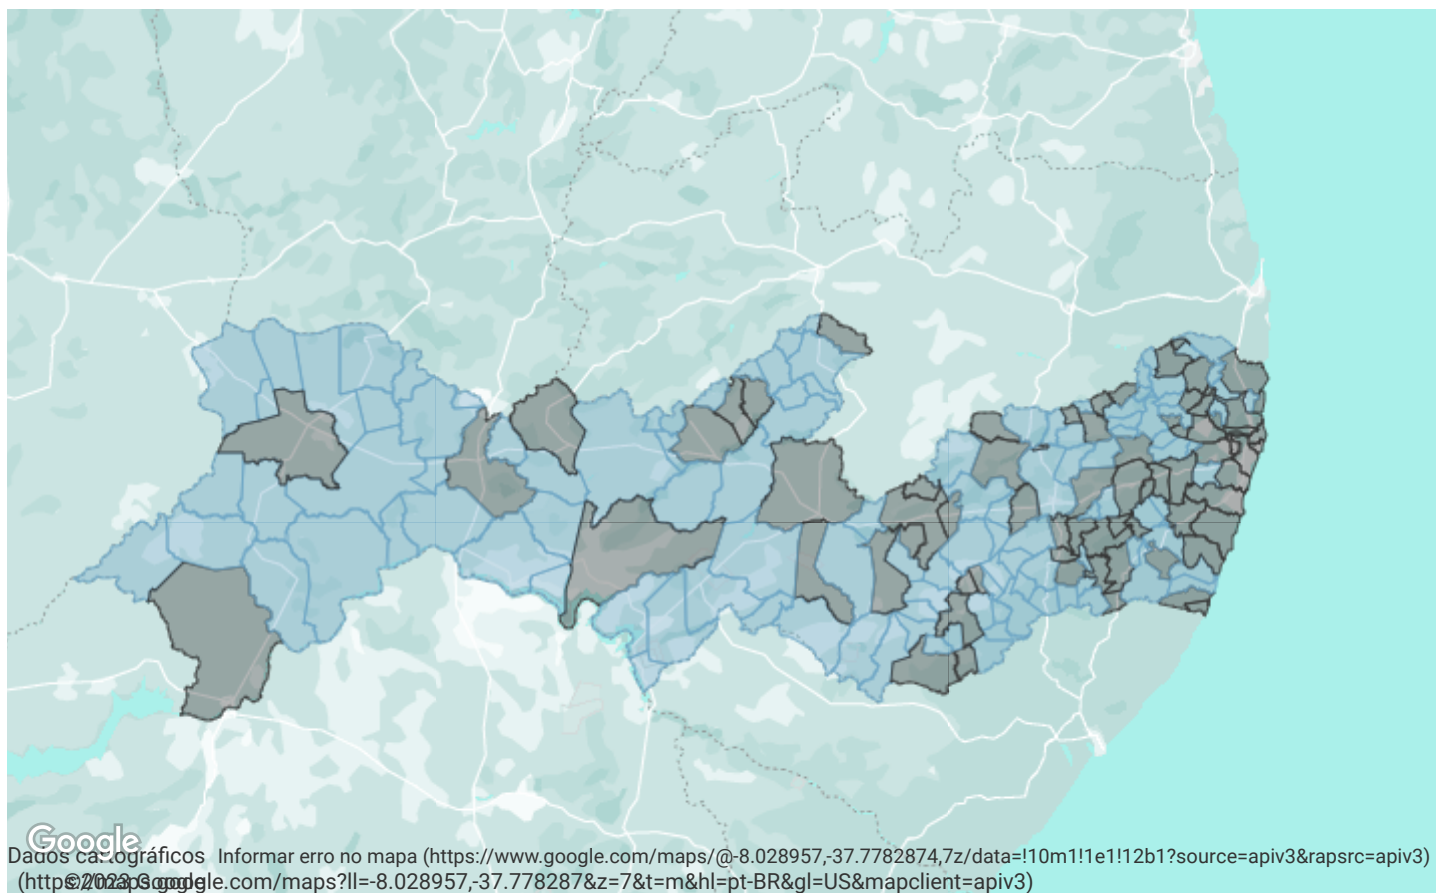 Google
Dados cartográficos Informar erro no mapa (https://www.google.com/maps/@-8.028957,-37.7782874,7z/data=!10m1!1e1!12b1?source=apiv3&rapsrc=apiv3)
(https://maps.google.com/maps?ll=-8.028957,-37.778287&z=7&t=m&hl=pt-BR&gl=US&mapclient=apiv3)
©2023 Google